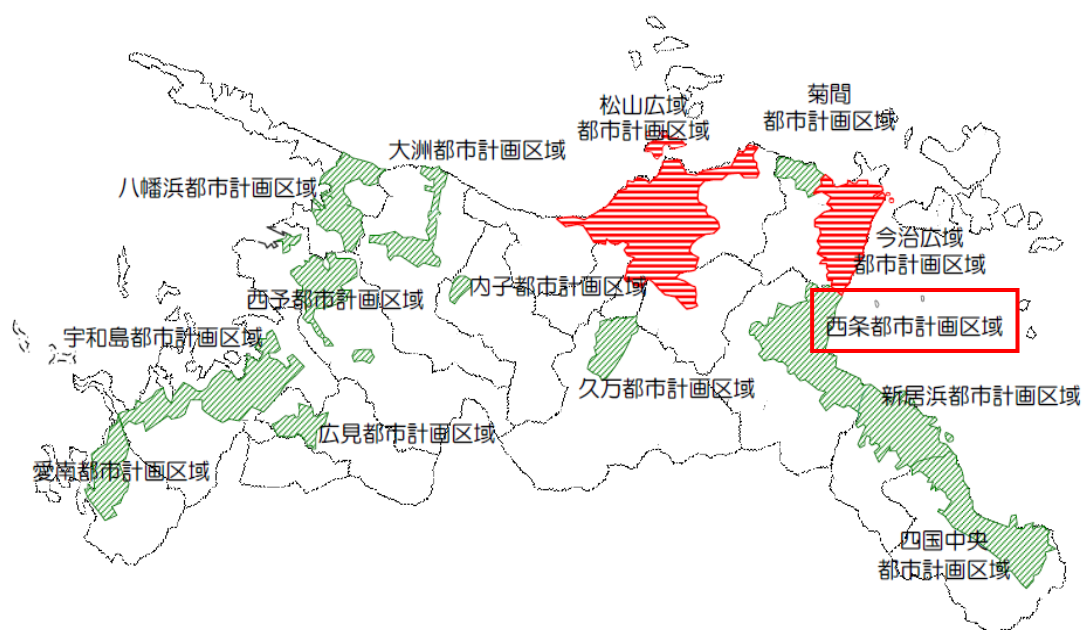 松山広域
都市計画区域
菊間
都市計画区域
大洲都市計画区域
八幡浜都市計画区域
今治広域
都市計画区域
内子都市計画区域
西予都市計画区域
西条都市計画区域
宇和島都市計画区域
久万都市計画区域
新居浜都市計画区域
広見都市計画区域
愛南都市計画区域
四国中央
都市計画区域